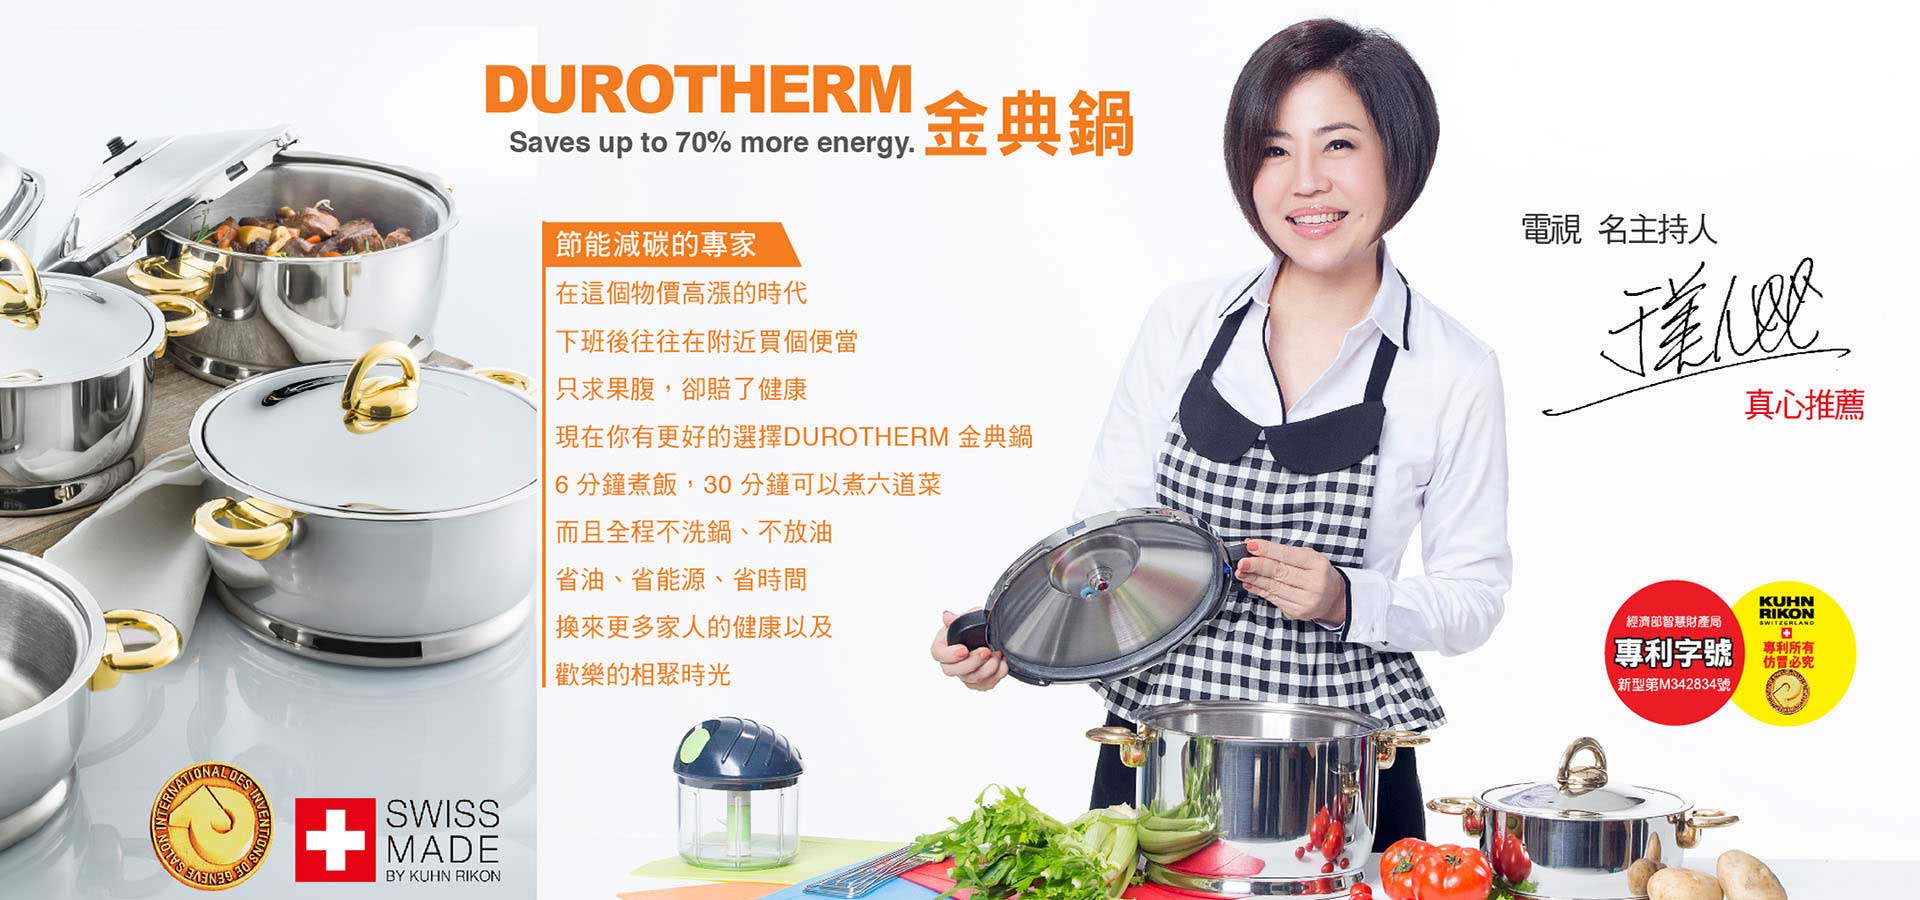 DUROTHERM
金典鍋
Saves up to 70% more energy.
節能減碳的專家
在這個物價高漲的時代
下班後往往在附近買個便當
只求果腹，卻賠了健康
現在你有更好的選擇DUROTHERM 金典鍋
6 分鐘煮飯，30 分鐘可以煮六道菜
而且全程不洗鍋、不放油
省油、省能源、省時間
換來更多家人的健康以及
歡樂的相聚時光
電視 名主持人
真心推薦
經濟部智慧財產局
專利字號
新型第M342834號
KUHN
RIKON
SWITZERLAND
專利所有
仿冒必究
SALON INTERNATIONAL DES INVENTIONS DE GENEVE
SWISS
MADE
BY KUHN RIKON